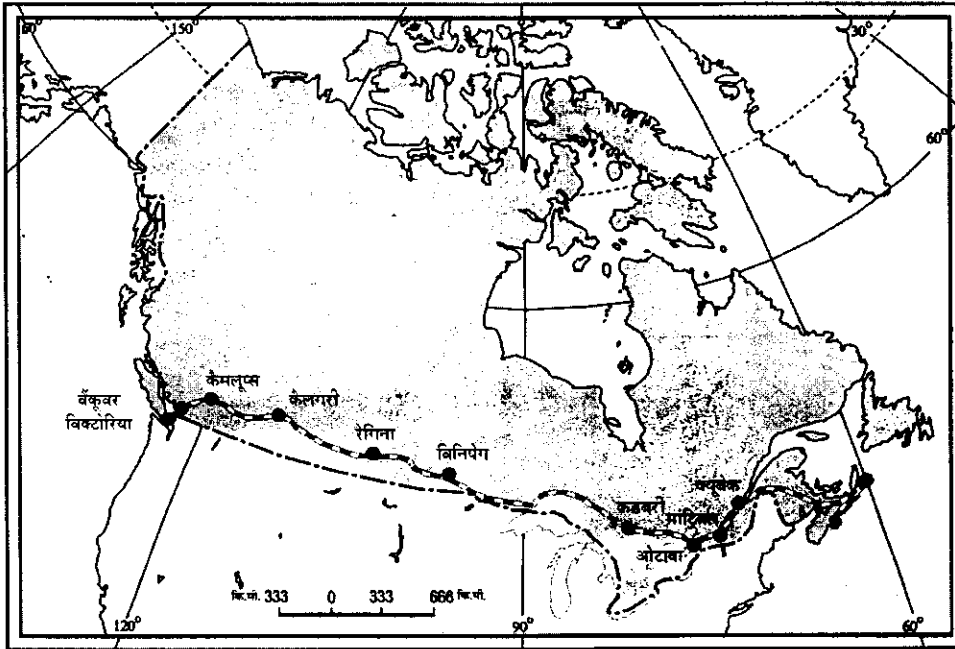 60°
150°
30°
60°
कैमलूप्स
वैंकूवर
कैलगरी
विक्टोरिया
रेगिना
विनिपेग
क्यूबेक
ओटावा
कि.मी. 333 0 333 666 कि.मी.
120°
90°
60°